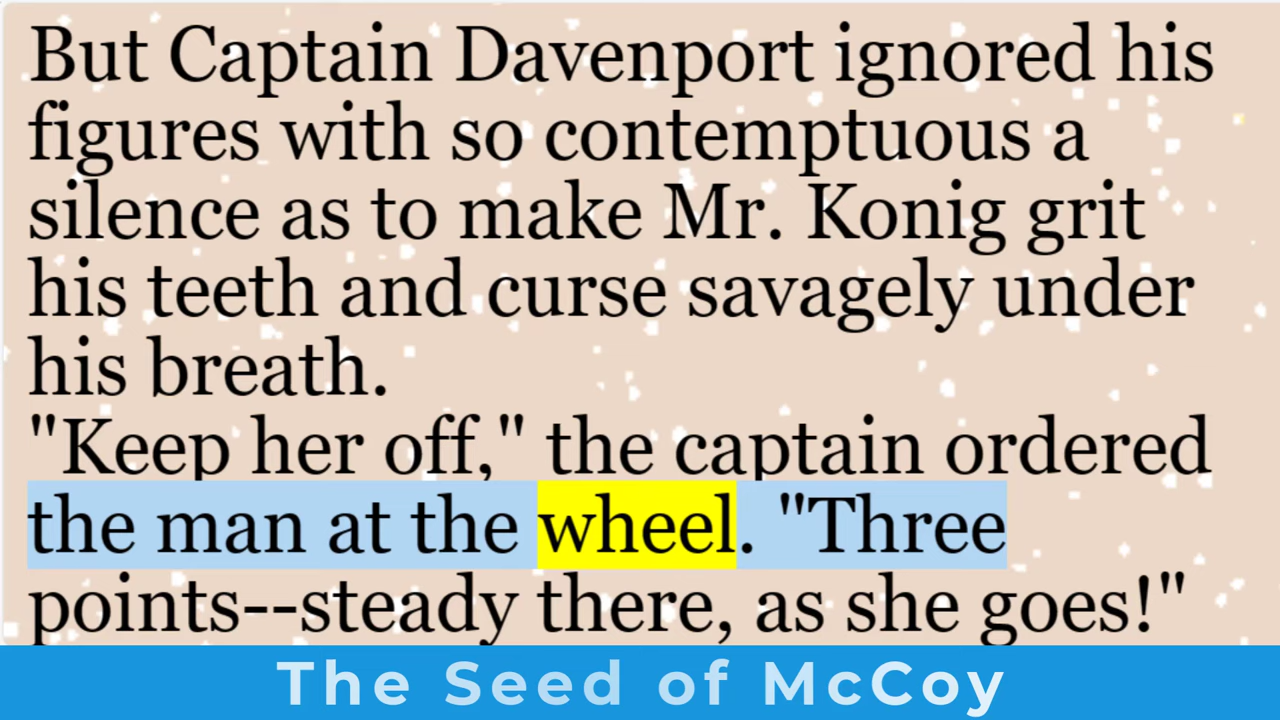 But Captain Davenport ignored his
figures with so contemptuous a
silence as to make Mr. Konig grit
his teeth and curse savagely under
his breath.
"Keep her off," the captain ordered
the man at the wheel. "Three
points--steady there, as she goes!"
The Seed of McCoy